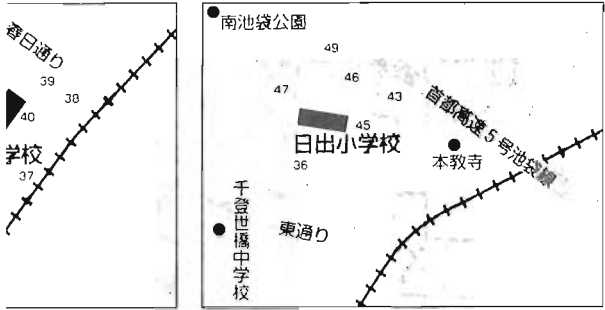 春日通り
39
38
40
学校
37
南池袋公園
49
46
47
43
首都高速5号池袋線
45
日出小学校
本教寺
36
千登世橋中学校
東通り